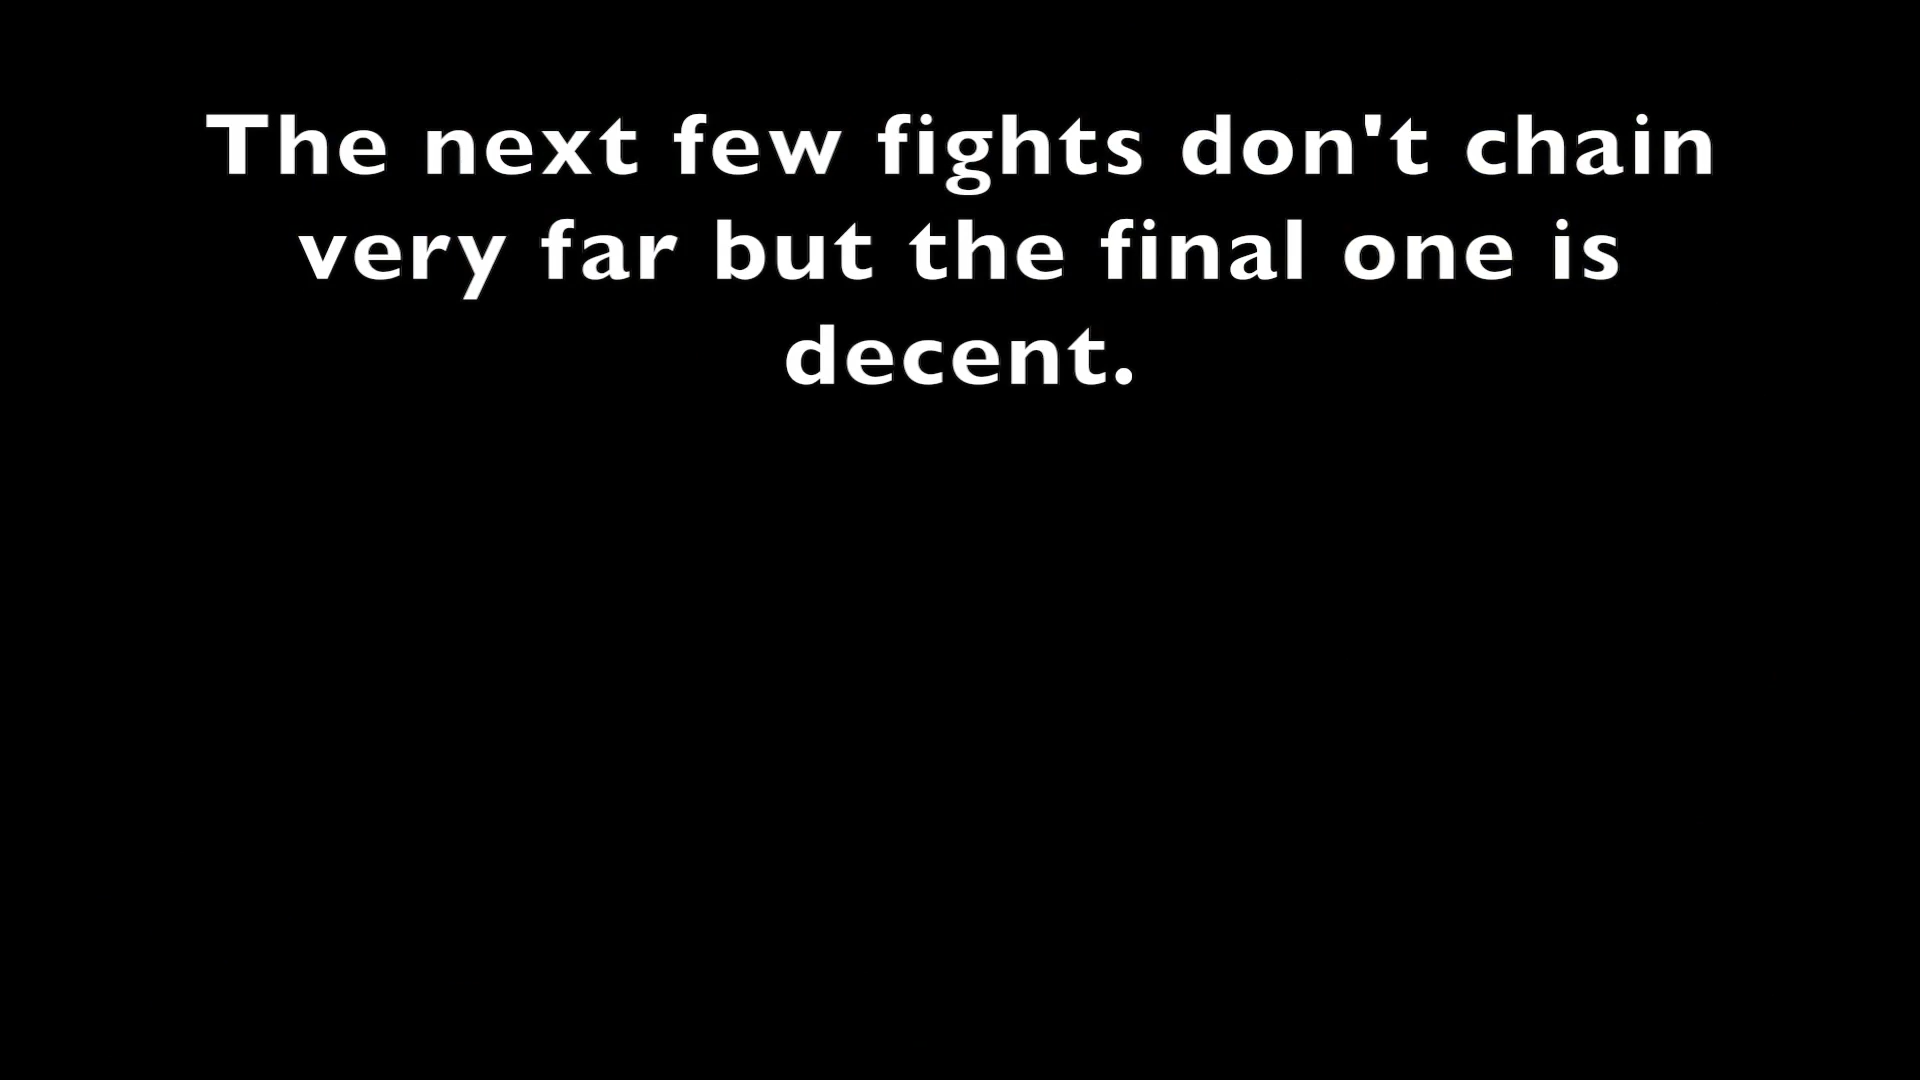 The next few fights don't chain
very far but the final one is
decent.